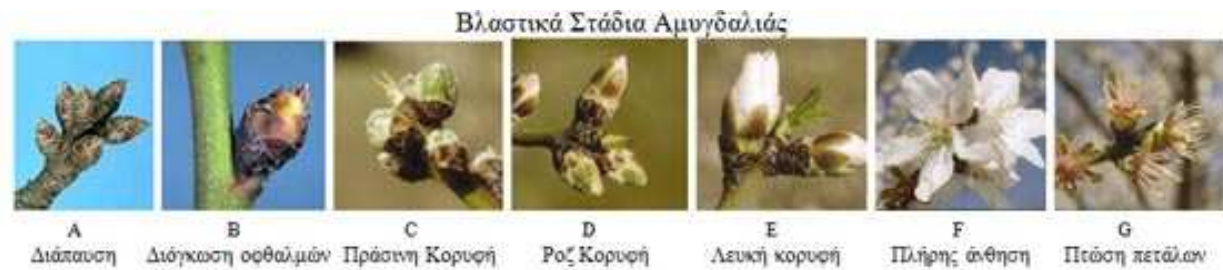 Βλαστικά Στάδια Αμυγδαλιάς
A B C D E F G
Διάπαυση Διόγκωση οφθαλμών Πράσινη Κορυφή Ροζ Κορυφή Λευκή κορυφή Πλήρης άνθηση Πτώση πετάλων